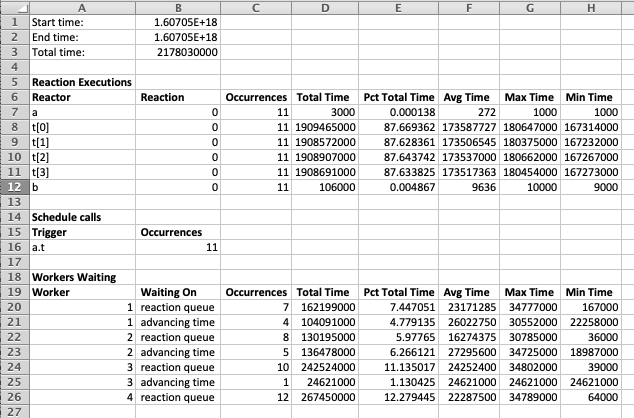 A B C D E F G H
1 Start time: 1.60705E+18
2 End time: 1.60705E+18
3 Total time: 2178030000
4
5 Reaction Executions
6 Reactor Reaction Occurrences Total Time Pct Total Time Avg Time Max Time Min Time
7 a 0 11 3000 0.000138 272 1000 1000
8 t[0] 0 11 1909465000 87.669362 173587727 180647000 167314000
9 t[1] 0 11 1908572000 87.628361 173506545 180375000 167232000
10 t[2] 0 11 1908907000 87.643742 173537000 180662000 167267000
11 t[3] 0 11 1908691000 87.633825 173517363 180454000 167273000
12 b 0 11 106000 0.004867 9636 10000 9000
13
14 Schedule calls
15 Trigger Occurrences
16 a.t 11
17
18 Workers Waiting
19 Worker Waiting On Occurrences Total Time Pct Total Time Avg Time Max Time Min Time
20 1 reaction queue 7 162199000 7.447051 23171285 34777000 167000
21 1 advancing time 4 104091000 4.779135 26022750 30552000 22258000
22 2 reaction queue 8 130195000 5.97765 16274375 30785000 36000
23 2 advancing time 5 136478000 6.266121 27295600 34725000 18987000
24 3 reaction queue 10 242524000 11.135017 24252400 34802000 39000
25 3 advancing time 1 24621000 1.130425 24621000 24621000 24621000
26 4 reaction queue 12 267450000 12.279445 22287500 34789000 64000
27